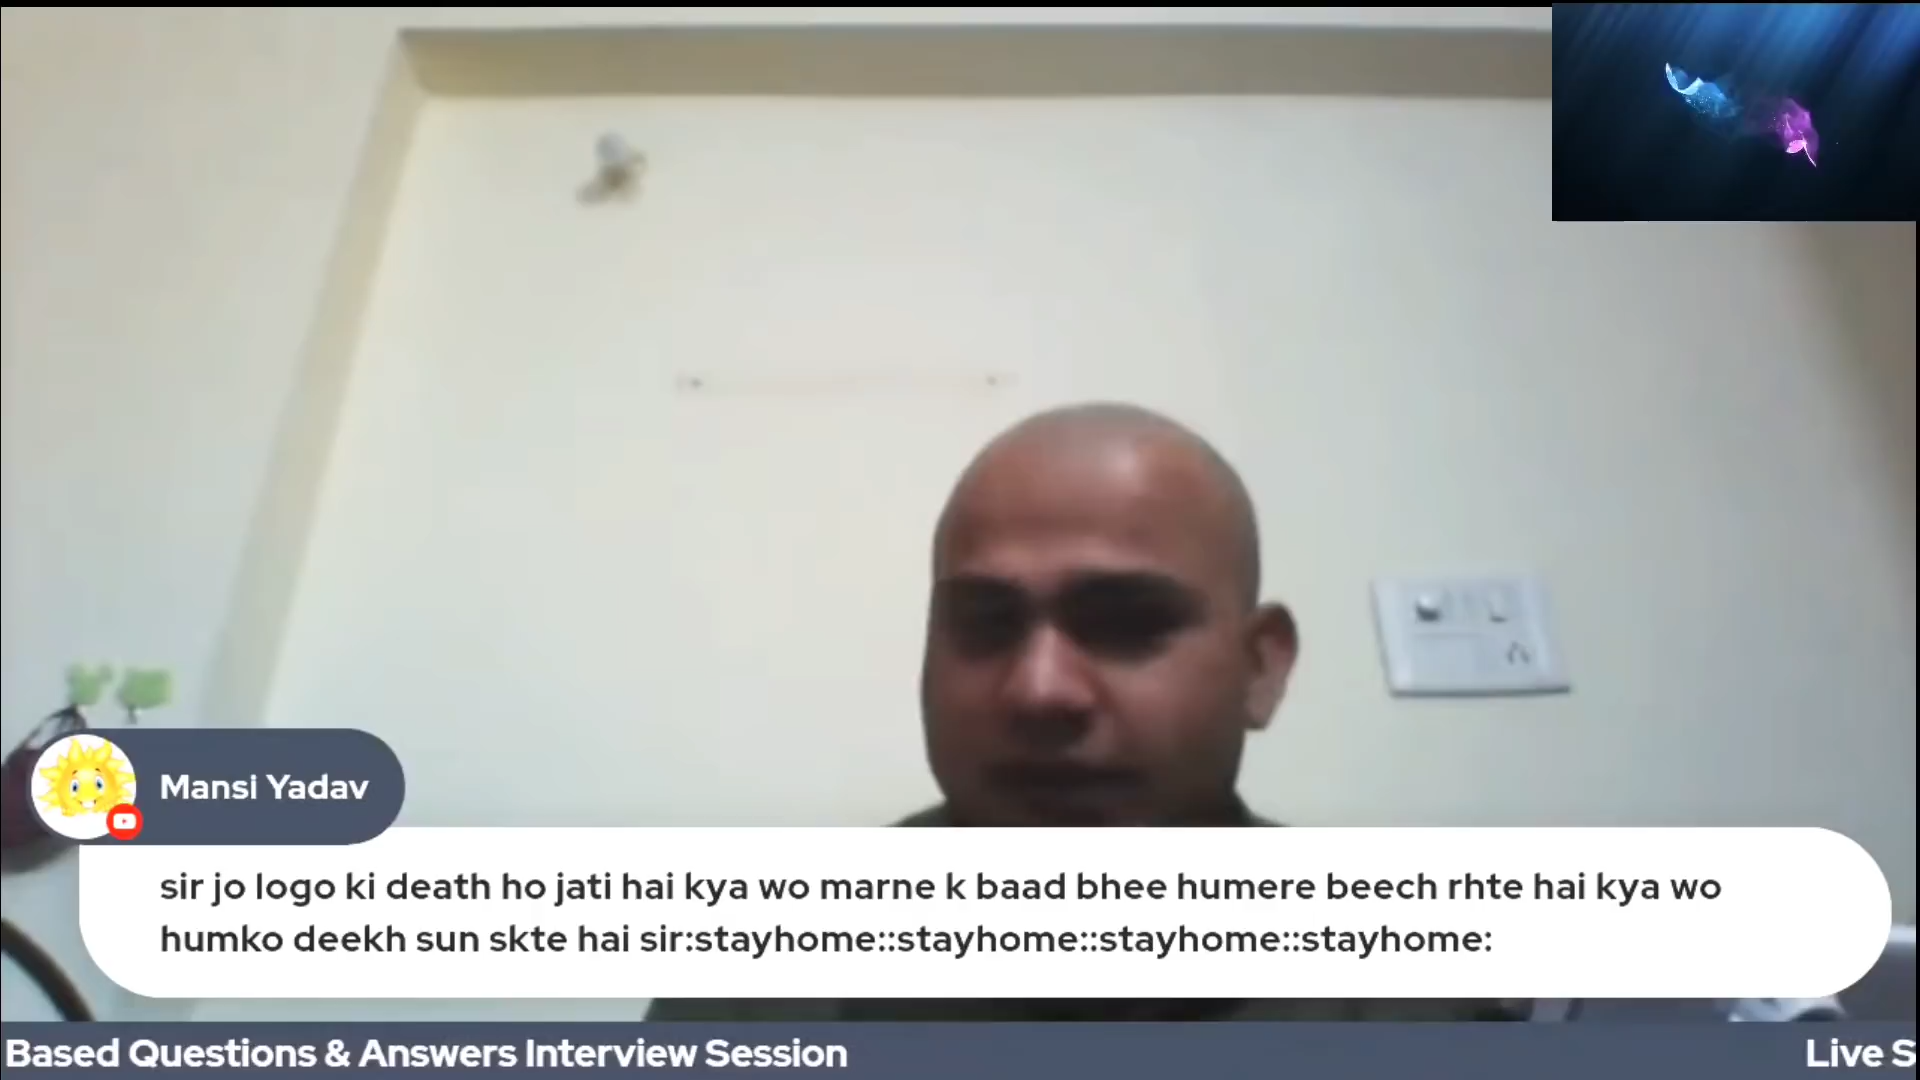 Mansi Yadav
sir jo logo ki death ho jati hai kya wo marne k baad bhee humere beech rhte hai kya wo
humko deekh sun skte hai sir:stayhome::stayhome::stayhome::stayhome:
Based Questions & Answers Interview Session
Live S